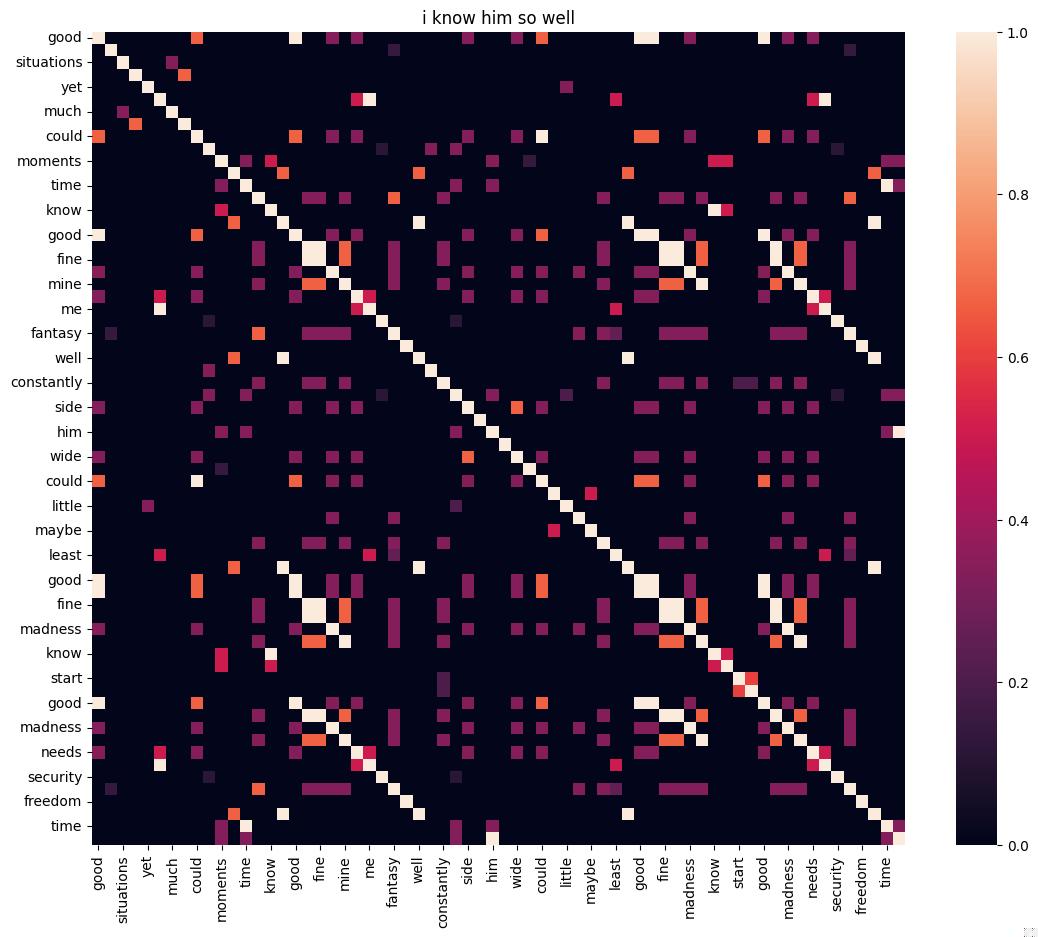 i know him so well
good
situations
yet
much
could
moments
time
know
good
fine
mine
me
fantasy
well
constantly
side
him
wide
could
little
maybe
least
good
fine
madness
know
start
good
madness
needs
security
freedom
time
1.0
0.8
0.6
0.4
0.2
0.0
good
situations
yet
much
could
moments
time
know
good
fine
mine
me
fantasy
well
constantly
side
him
wide
could
little
maybe
least
good
fine
madness
know
start
good
madness
needs
security
freedom
time